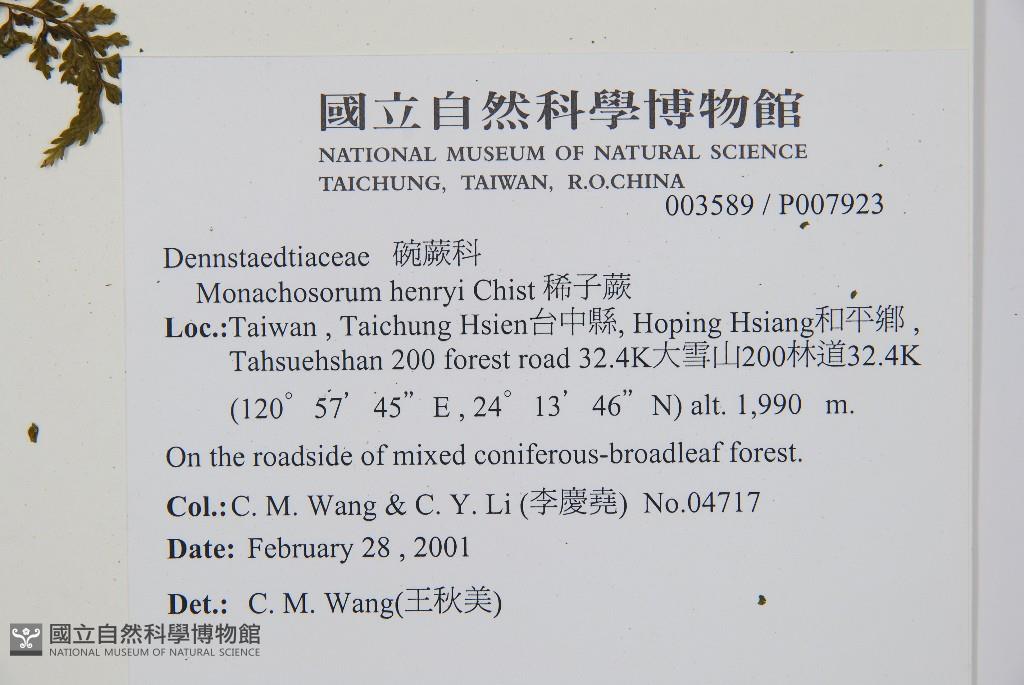 國立自然科學博物館
NATIONAL MUSEUM OF NATURAL SCIENCE
TAICHUNG, TAIWAN, R.O.CHINA
003589 / P007923
Dennstaedtiaceae 碗蕨科
Monachosorum henryi Chist 稀子蕨
Loc.:Taiwan , Taichung Hsien台中縣, Hoping Hsiang和平鄉 ,
Tahsuehshan 200 forest road 32.4K大雪山200林道32.4K
(120° 57’ 45” E , 24° 13’ 46” N) alt. 1,990 m.
On the roadside of mixed coniferous-broadleaf forest.
Col.: C. M. Wang & C. Y. Li (李慶堯) No.04717
Date: February 28 , 2001
Det.: C. M. Wang(王秋美)
國立自然科學博物館
NATIONAL MUSEUM OF NATURAL SCIENCE